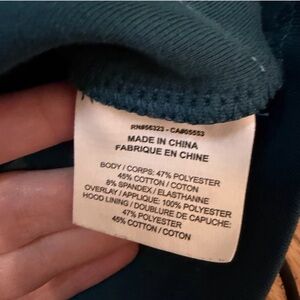 RN#56323 - CA#05553
MADE IN CHINA
FABRIQUE EN CHINE
BODY / CORPS: 47% POLYESTER
45% COTTON / COTON
8% SPANDEX / ELASTHANNE
OVERLAY / APPLIQUE: 100% POLYESTER
HOOD LINING / DOUBLURE DE CAPUCHE:
47% POLYESTER
45% COTTON / COTON